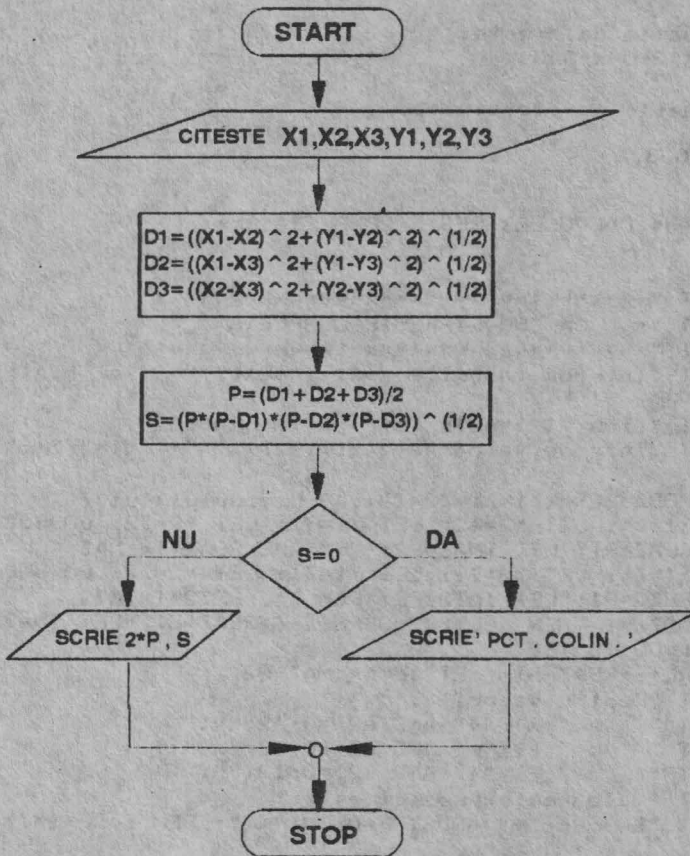 START
CITESTE X1,X2,X3,Y1,Y2,Y3
D1=((X1-X2)^2+(Y1-Y2)^2)^(1/2)
D2=((X1-X3)^2+(Y1-Y3)^2)^(1/2)
D3=((X2-X3)^2+(Y2-Y3)^2)^(1/2)
P=(D1+D2+D3)/2
S=(P*(P-D1)*(P-D2)*(P-D3))^(1/2)
NU
S=0
DA
SCRIE 2*P, S
SCRIE' PCT. COLIN.'
STOP